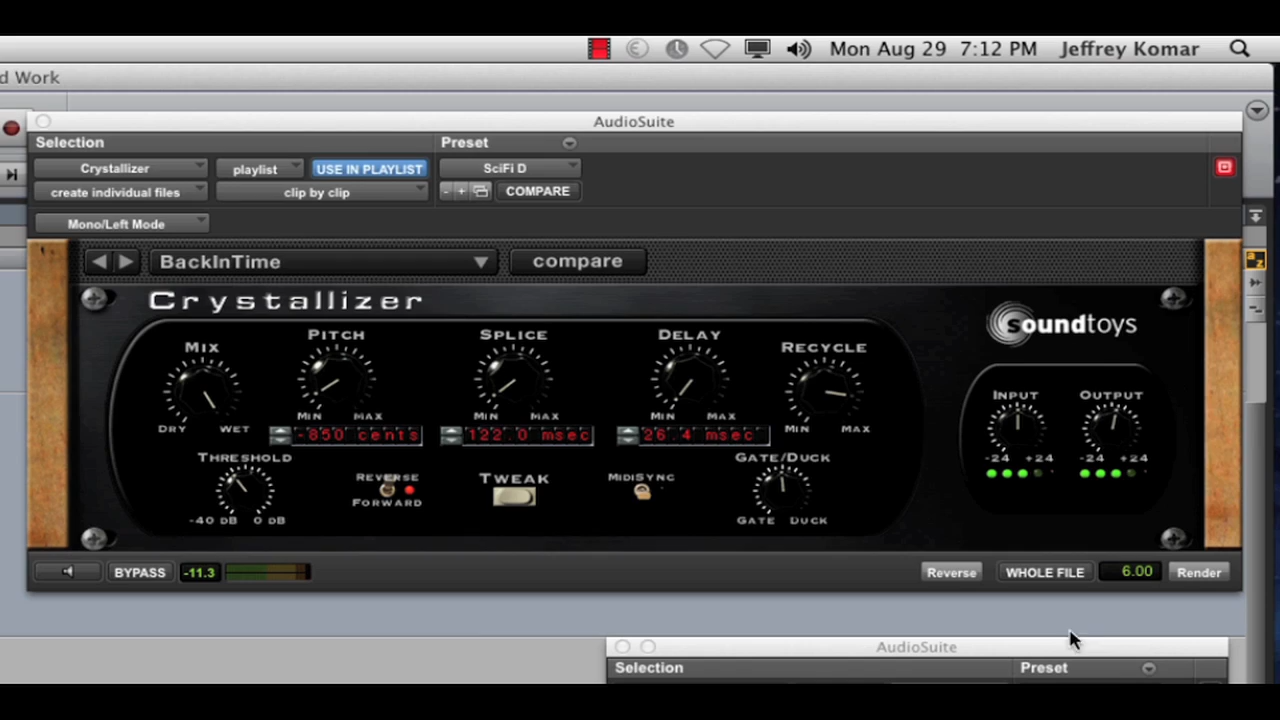 Mon Aug 29 7:12 PM Jeffrey Komar
d Work
AudioSuite
Selection Preset
Crystallizer playlist USE IN PLAYLIST SciFi D
create individual files clip by clip - + COMPARE
Mono/Left Mode
BackInTime compare
Crystallizer
soundtoys
MIX PITCH SPLICE DELAY RECYCLE
INPUT OUTPUT
MIN MAX MIN MAX MIN MAX
DRY WET MIN MAX
-850 cents 122.0 msec 26.4 msec
-24 +24 -24 +24
THRESHOLD GATE/DUCK
REVERSE TWEAK MIDISYNC
FORWARD
-40 DB 0 DB GATE DUCK
BYPASS -11.3 Reverse WHOLE FILE 6.00 Render
AudioSuite
Selection Preset